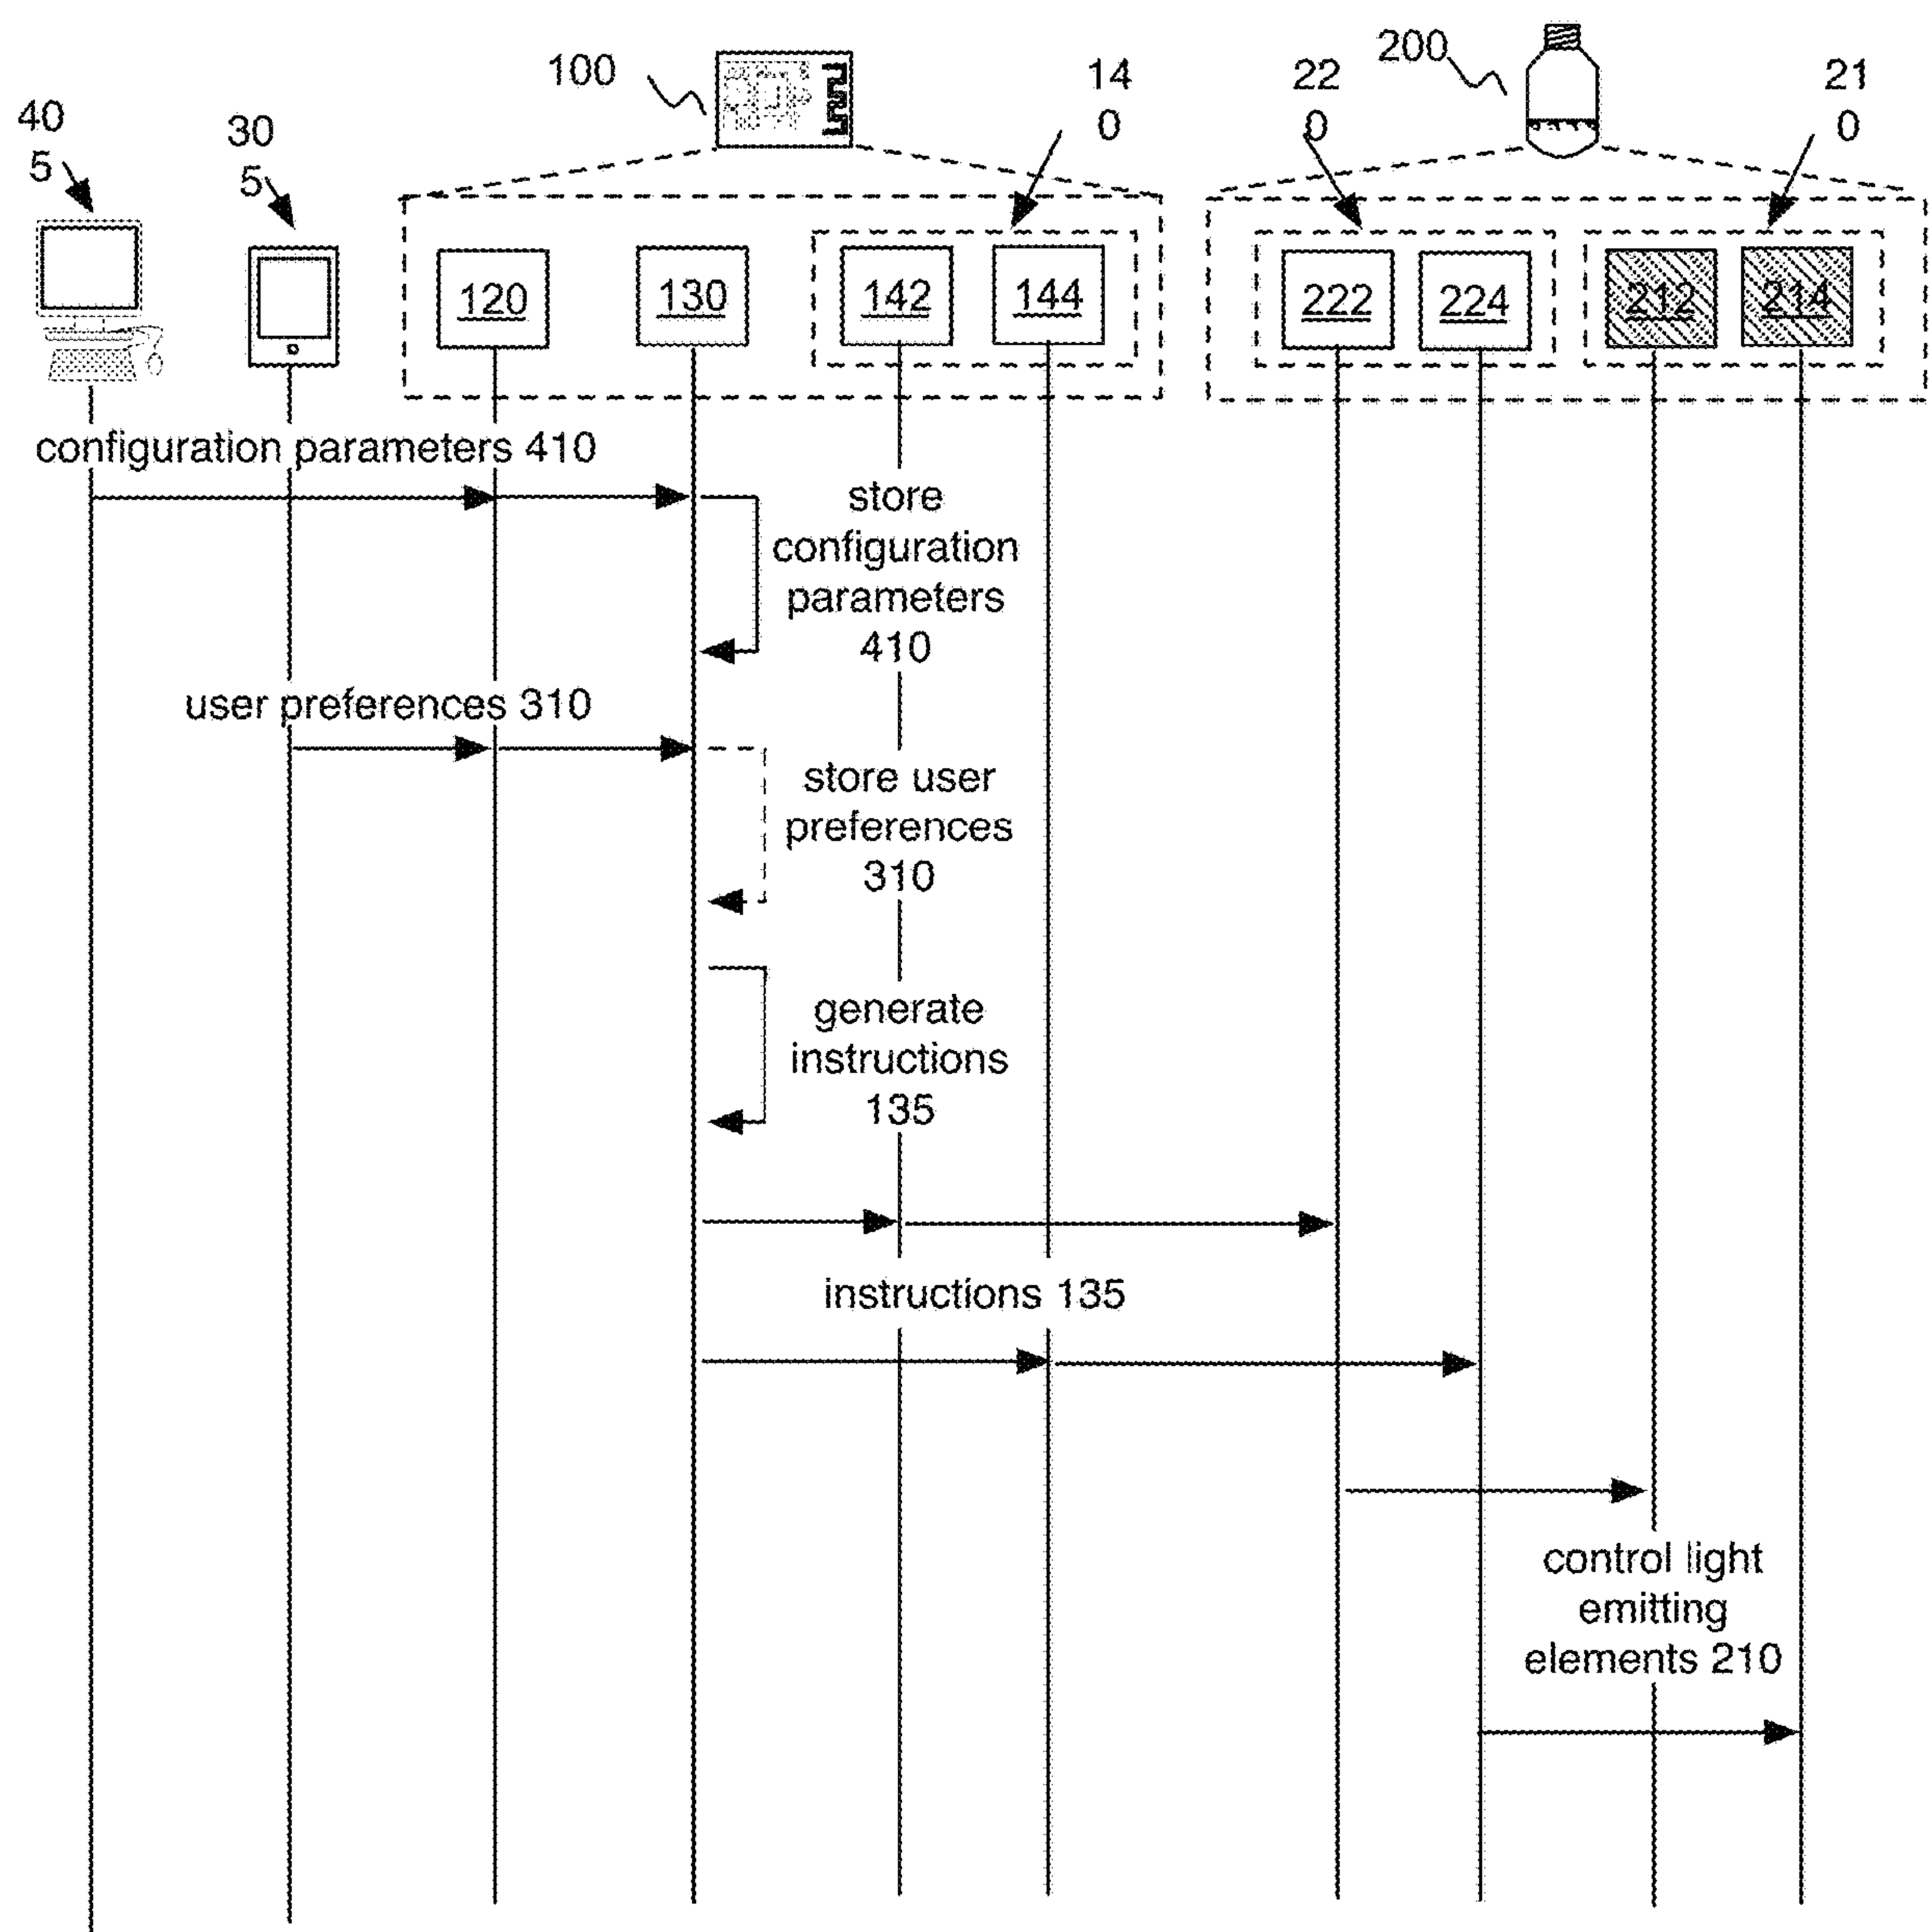 100
14
0
22
0
200
21
0
40
5
30
5
120
130
142
144
222
224
212
214
configuration parameters 410
store
configuration
parameters
410
user preferences 310
store user
preferences
310
generate
instructions
135
instructions 135
control light
emitting
elements 210